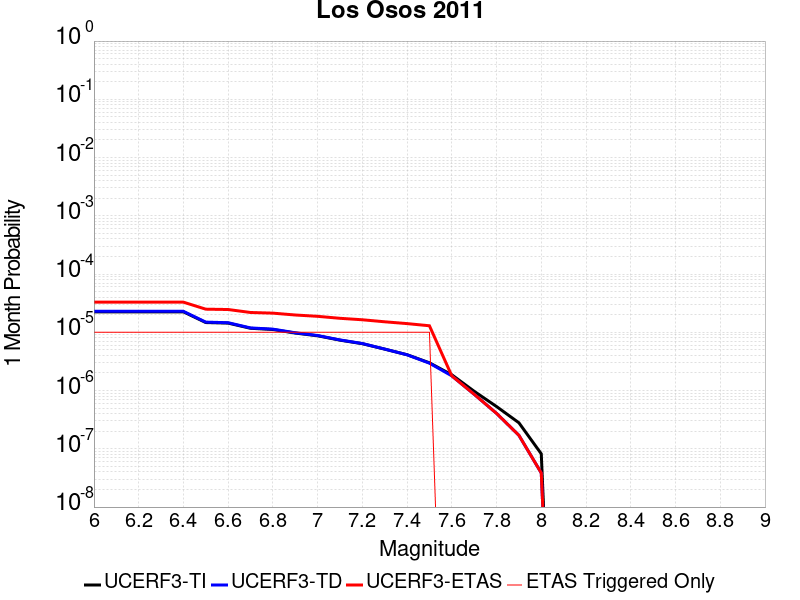 Los Osos 2011
10^0
10^-1
10^-2
10^-3
10^-4
10^-5
10^-6
10^-7
10^-8
1 Month Probability
6 6.2 6.4 6.6 6.8 7 7.2 7.4 7.6 7.8 8 8.2 8.4 8.6 8.8 9
Magnitude
UCERF3-TI UCERF3-TD UCERF3-ETAS ETAS Triggered Only